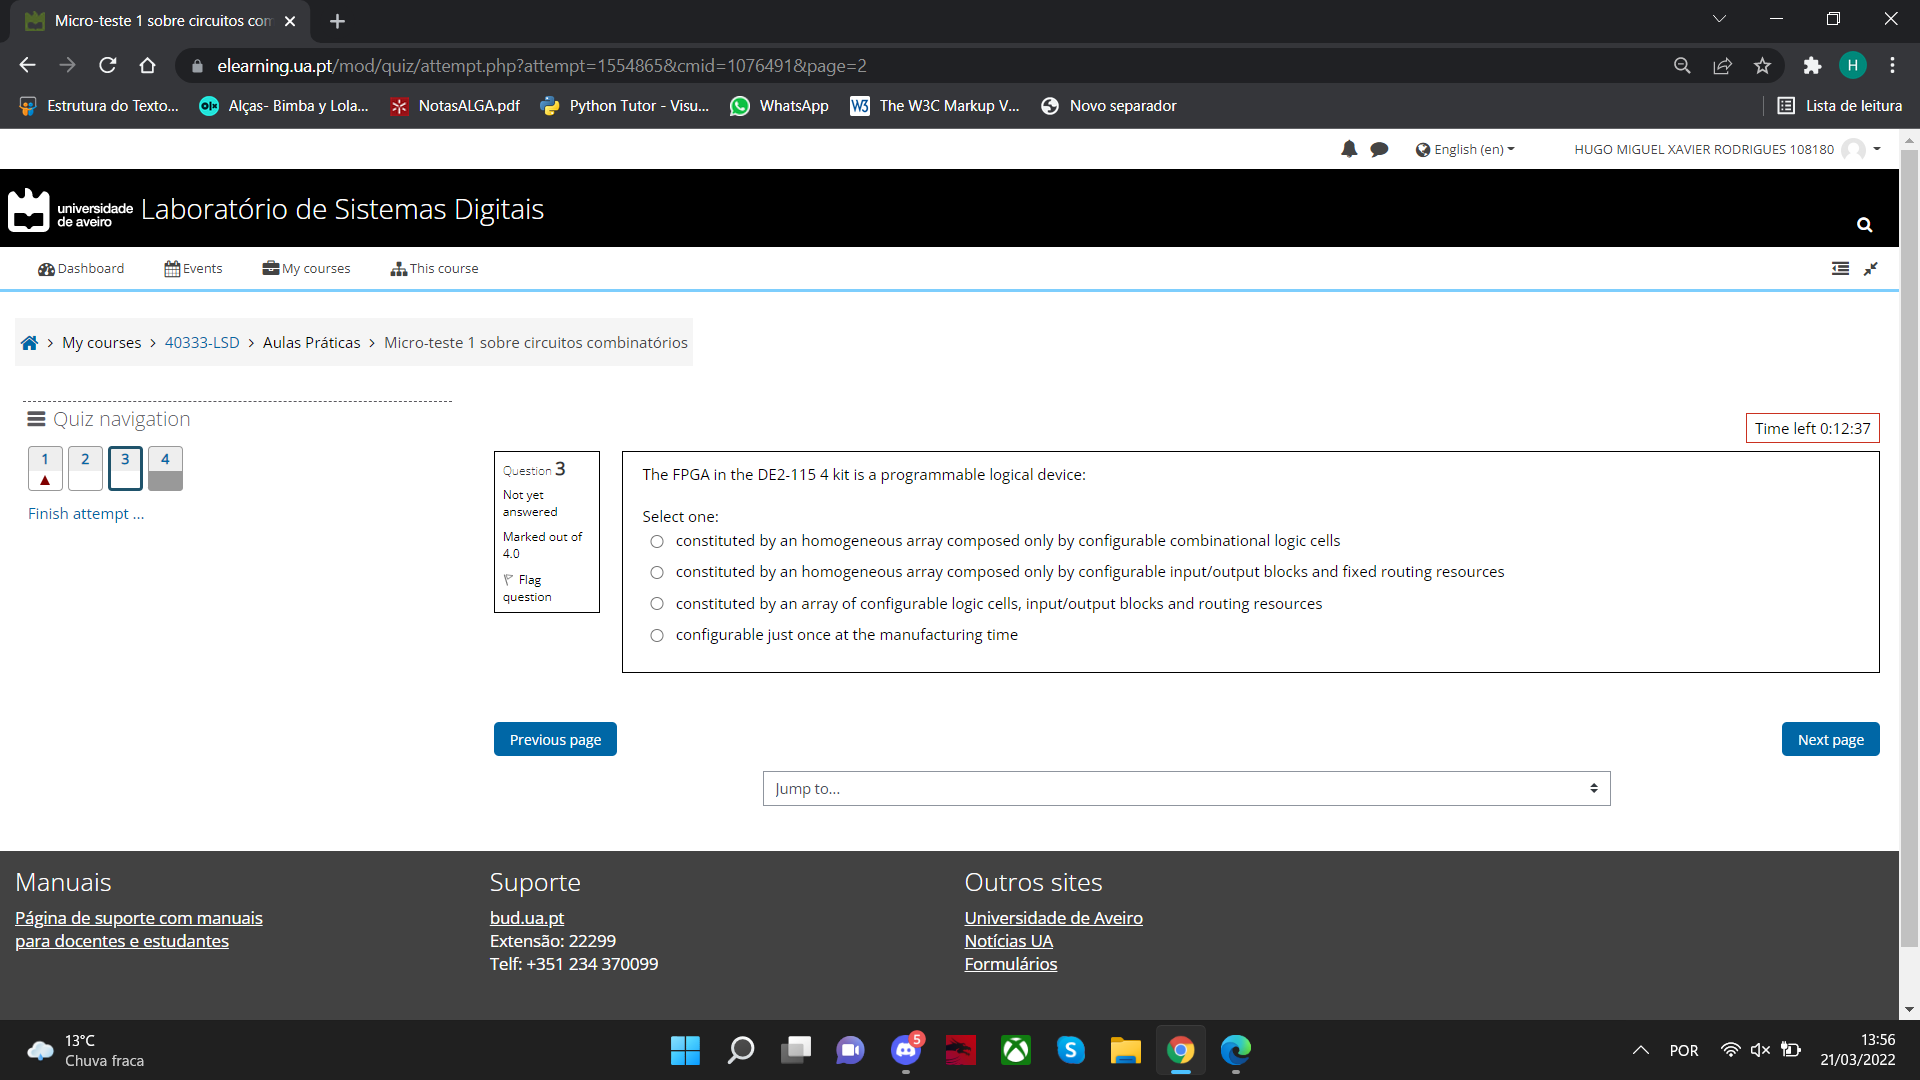 Micro-teste 1 sobre circuitos com
elearning.ua.pt/mod/quiz/attempt.php?attempt=1554865&cmid=1076491&page=2
H
Estrutura do Texto... Alças- Bimba y Lola... NotasALGA.pdf Python Tutor - Visu... WhatsApp W3 The W3C Markup V... Novo separador Lista de leitura
English (en) HUGO MIGUEL XAVIER RODRIGUES 108180
universidade
de aveiro
Laboratório de Sistemas Digitais
Dashboard Events My courses This course
My courses > 40333-LSD > Aulas Práticas > Micro-teste 1 sobre circuitos combinatórios
Quiz navigation
1 2 3 4
Finish attempt ...
Time left 0:12:37
Question 3
Not yet
answered
Marked out of
4.0
Flag
question
The FPGA in the DE2-115 4 kit is a programmable logical device:
Select one:
constituted by an homogeneous array composed only by configurable combinational logic cells
constituted by an homogeneous array composed only by configurable input/output blocks and fixed routing resources
constituted by an array of configurable logic cells, input/output blocks and routing resources
configurable just once at the manufacturing time
Previous page
Next page
Jump to...
Manuais
Página de suporte com manuais
para docentes e estudantes
Suporte
bud.ua.pt
Extensão: 22299
Telf: +351 234 370099
Outros sites
Universidade de Aveiro
Notícias UA
Formulários
13°C
Chuva fraca
5
S
POR
13:56
21/03/2022